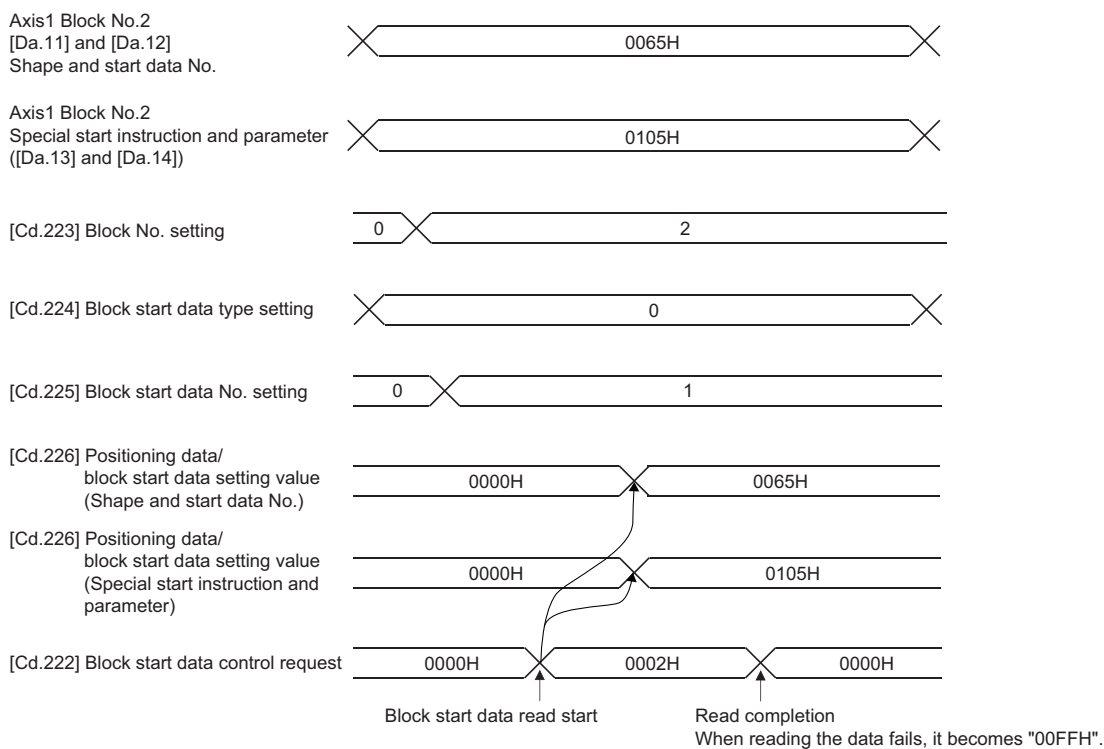 Axis1 Block No.2
[Da.11] and [Da.12]
Shape and start data No.
0065H
Axis1 Block No.2
Special start instruction and parameter
([Da.13] and [Da.14])
0105H
[Cd.223] Block No. setting
0
2
[Cd.224] Block start data type setting
0
[Cd.225] Block start data No. setting
0
1
[Cd.226] Positioning data/
block start data setting value
(Shape and start data No.)
0000H
0065H
[Cd.226] Positioning data/
block start data setting value
(Special start instruction and
parameter)
0000H
0105H
[Cd.222] Block start data control request
0000H
0002H
0000H
Block start data read start
Read completion
When reading the data fails, it becomes "00FFH".